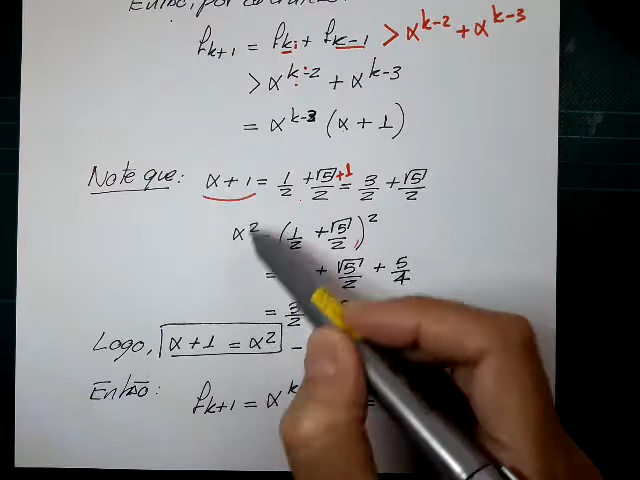 Então, por
f_{k+1} = f_k + f_{k-1} > α^{k-2} + α^{k-3}
> α^{k-2} + α^{k-3}
= α^{k-3} (α + 1)
Note que: α + 1 = 1/2 + √5/2 + 1 = 3/2 + √5/2
α² = (1/2 + √5/2)²
= + √5/2 + 5/4
= 3/2
Logo, α + 1 = α²
Então: f_{k+1} = α^k =